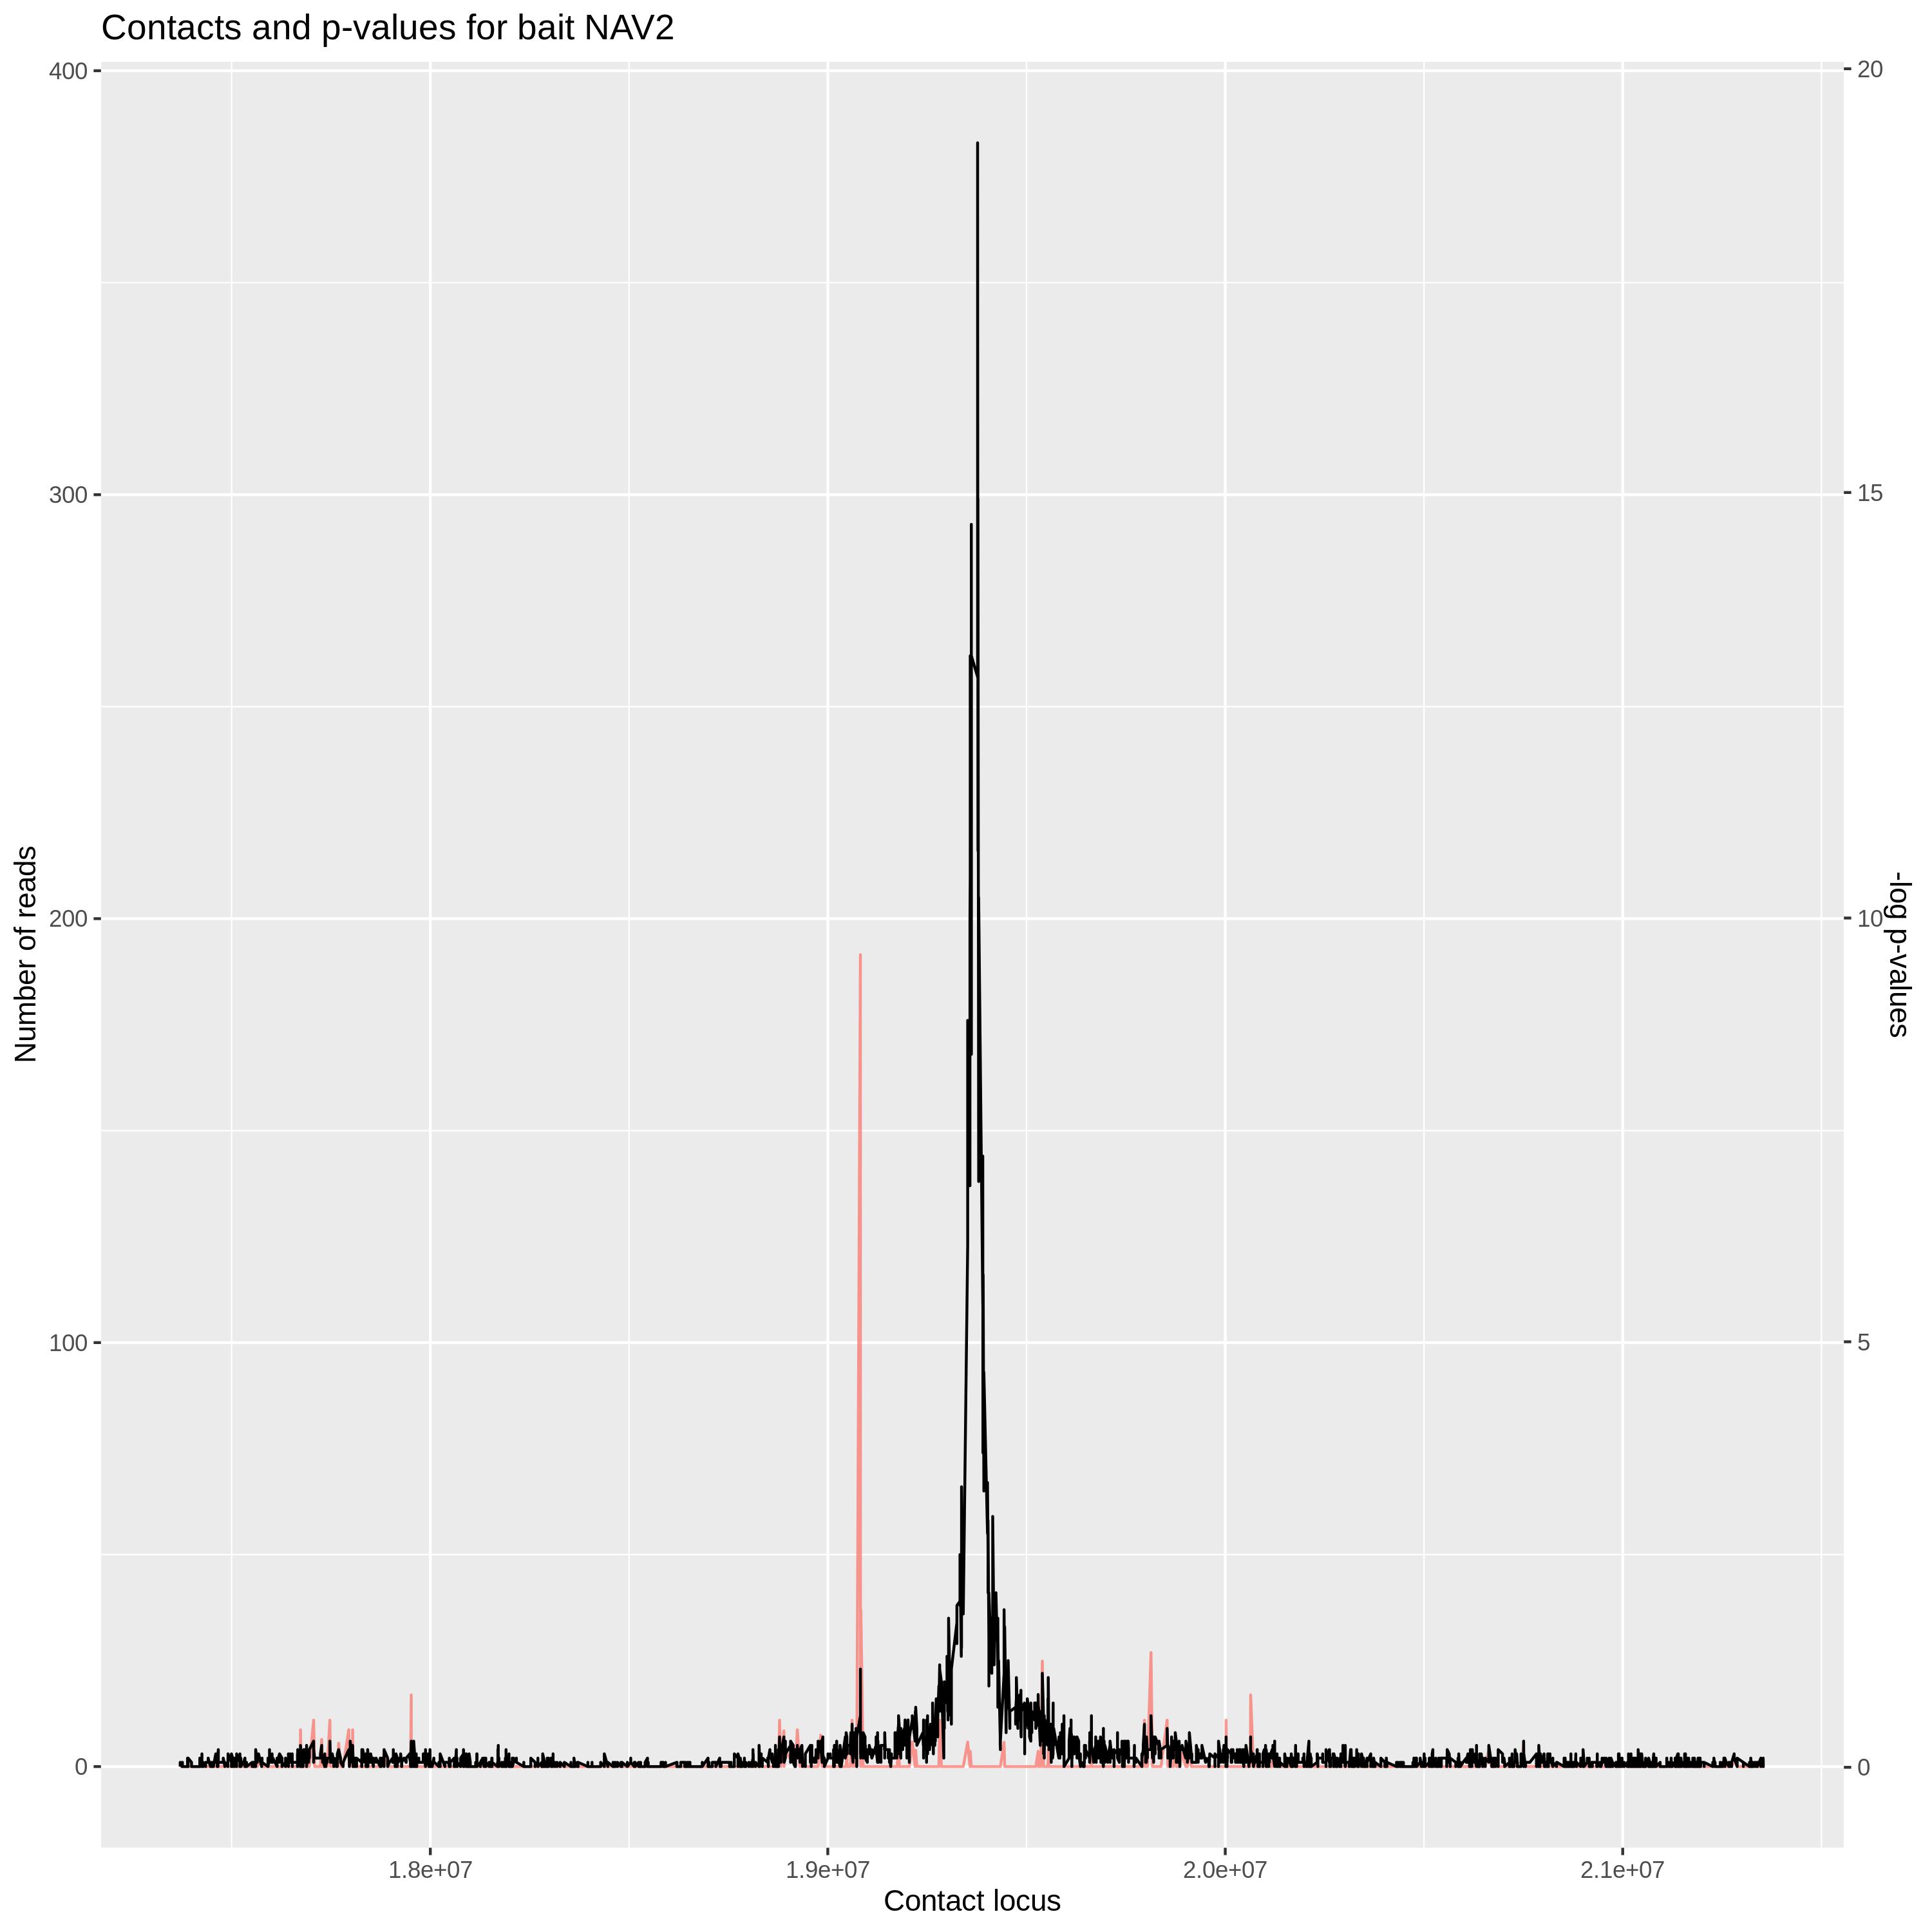 Contacts and p-values for bait NAV2
400
300
200
100
0
Number of reads
20
15
10
5
0
-log p-values
1.8e+07
1.9e+07
2.0e+07
2.1e+07
Contact locus